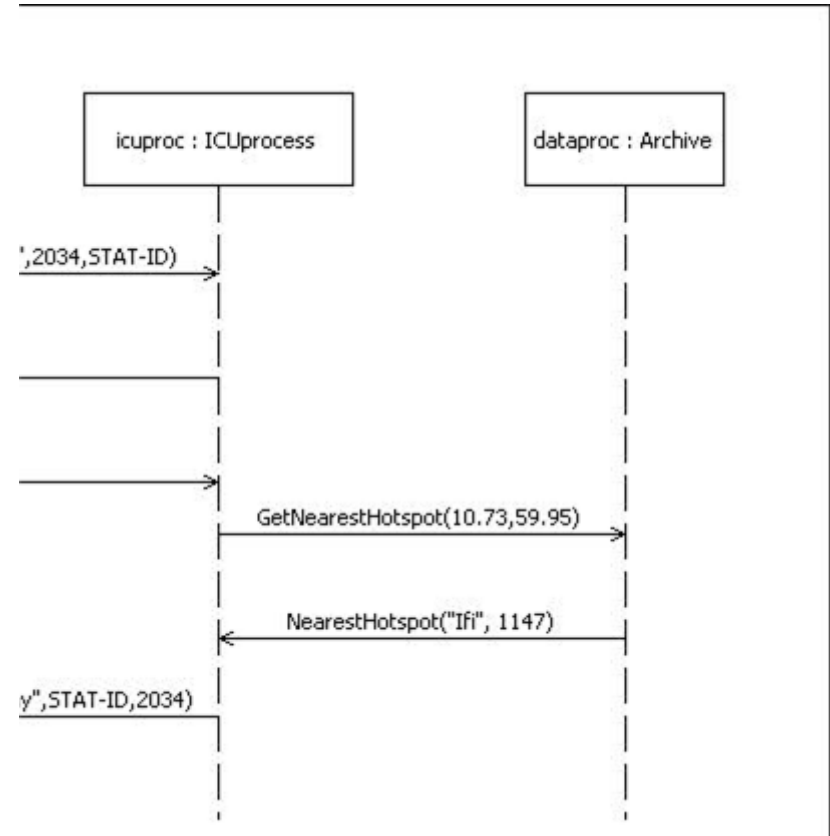 icuproc : ICUprocess
dataproc : Archive
",2034,STAT-ID)
GetNearestHotspot(10.73,59.95)
NearestHotspot("Ifi", 1147)
y",STAT-ID,2034)